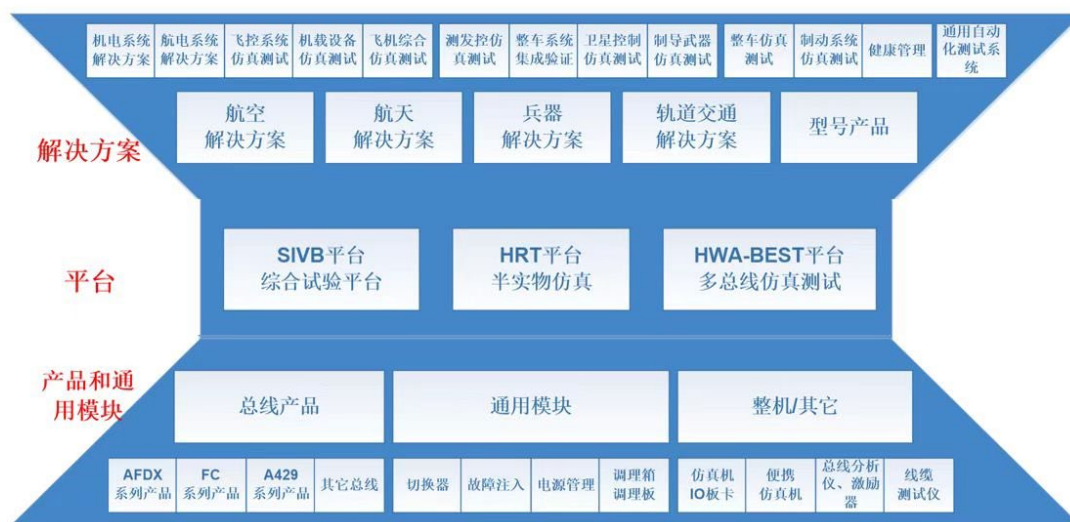 机电系统
解决方案
航电系统
解决方案
飞控系统
仿真测试
机载设备
仿真测试
飞机综合
仿真测试
测发控仿
真测试
整车系统
集成验证
卫星控制
仿真测试
制导武器
仿真测试
整车仿真
测试
制动系统
仿真测试
健康管理
通用自动
化测试系
统
解决方案
航空
解决方案
航天
解决方案
兵器
解决方案
轨道交通
解决方案
型号产品
平台
SIVB平台
综合试验平台
HRT平台
半实物仿真
HWA-BEST平台
多总线仿真测试
产品和通
用模块
总线产品
通用模块
整机/其它
AFDX
系列产品
FC
系列产品
A429
系列产品
其它总线
切换器
故障注入
电源管理
调理箱
调理板
仿真机
IO板卡
便携
仿真机
总线分析
仪、激励
器
线缆
测试仪